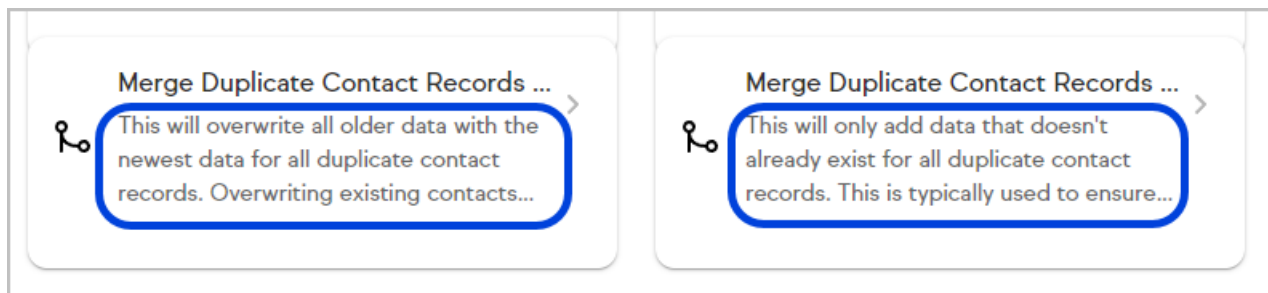 Merge Duplicate Contact Records ...
This will overwrite all older data with the
newest data for all duplicate contact
records. Overwriting existing contacts...
Merge Duplicate Contact Records ...
This will only add data that doesn't
already exist for all duplicate contact
records. This is typically used to ensure...